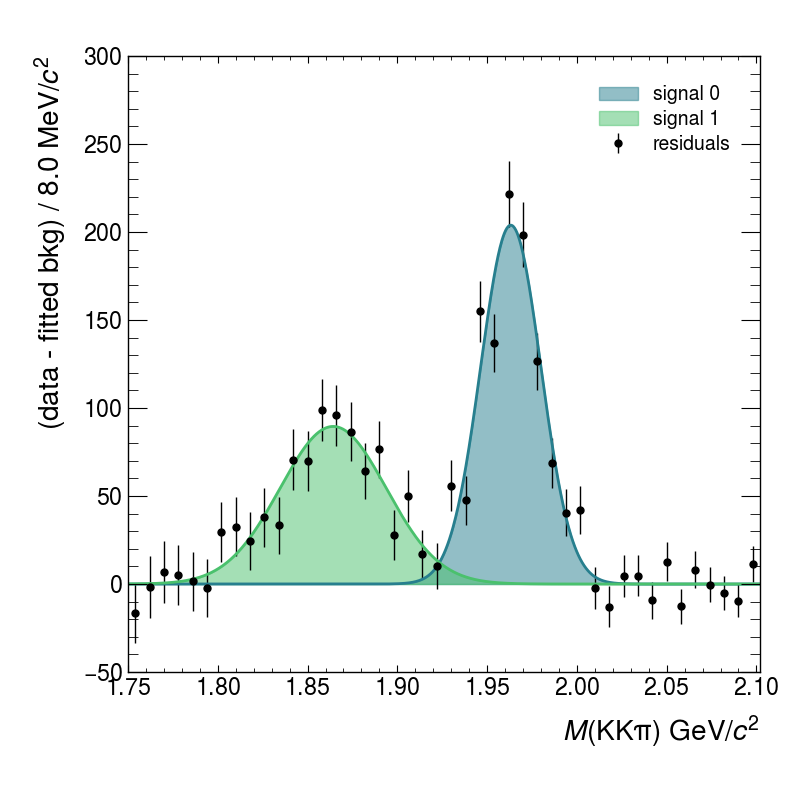 300
250
200
150
100
50
0
−50
1.75 1.80 1.85 1.90 1.95 2.00 2.05 2.10
(data - fitted bkg) / 8.0 MeV/c²
M(KKπ) GeV/c²
signal 0
signal 1
residuals